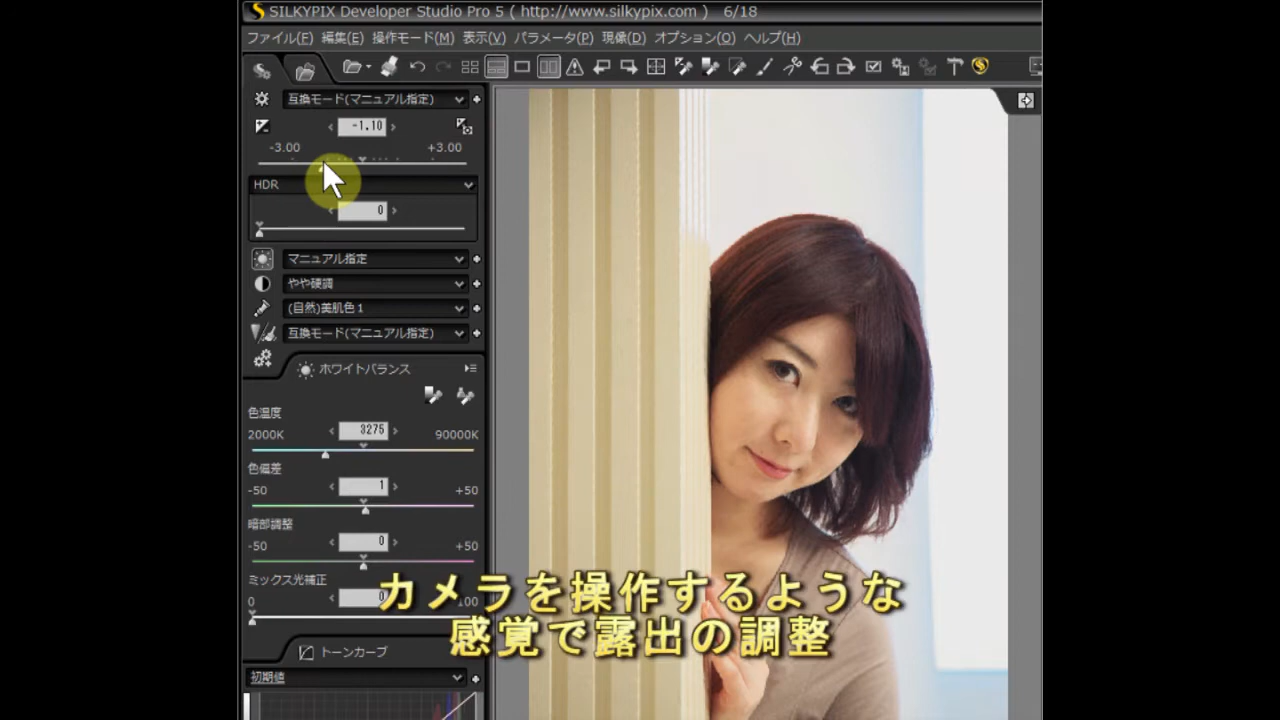 SILKYPIX Developer Studio Pro 5 ( http://www.silkypix.com )   6/18
ファイル(F) 編集(E) 操作モード(M) 表示(V) パラメータ(P) 現像(D) オプション(O) ヘルプ(H)
互換モード(マニュアル指定)
-1.10
-3.00 +3.00
HDR
0
マニュアル指定
やや硬調
(自然)美肌色1
互換モード(マニュアル指定)
ホワイトバランス
色温度
2000K 3275 90000K
色偏差
-50 1 +50
暗部調整
-50 0 +50
ミックス光補正
0 0 100
カメラを操作するような
感覚で露出の調整
トーンカーブ
初期値